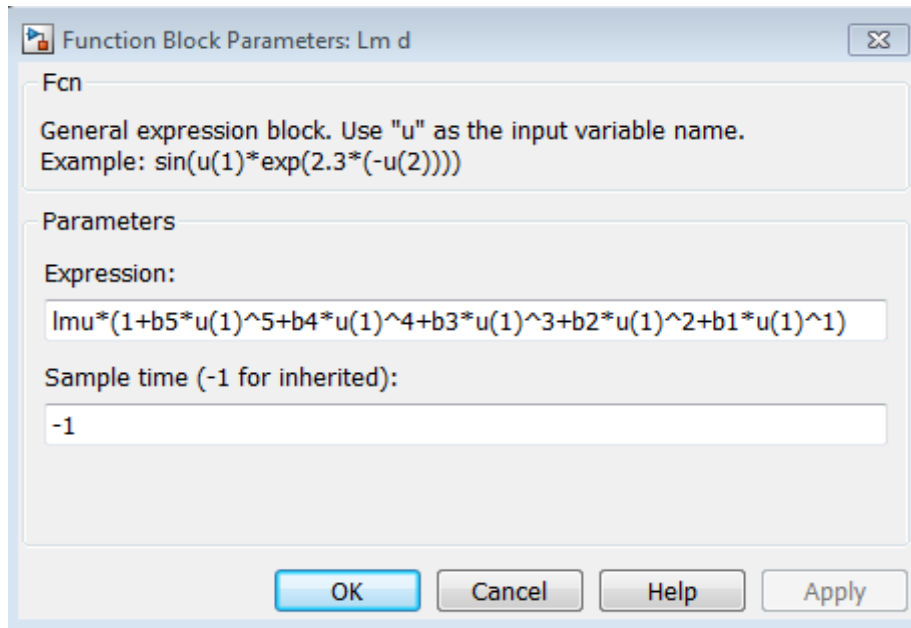 Function Block Parameters: Lm d
Fcn
General expression block. Use "u" as the input variable name.
Example: sin(u(1)*exp(2.3*(-u(2))))
Parameters
Expression:
lmu*(1+b5*u(1)^5+b4*u(1)^4+b3*u(1)^3+b2*u(1)^2+b1*u(1)^1)
Sample time (-1 for inherited):
-1
OK Cancel Help Apply